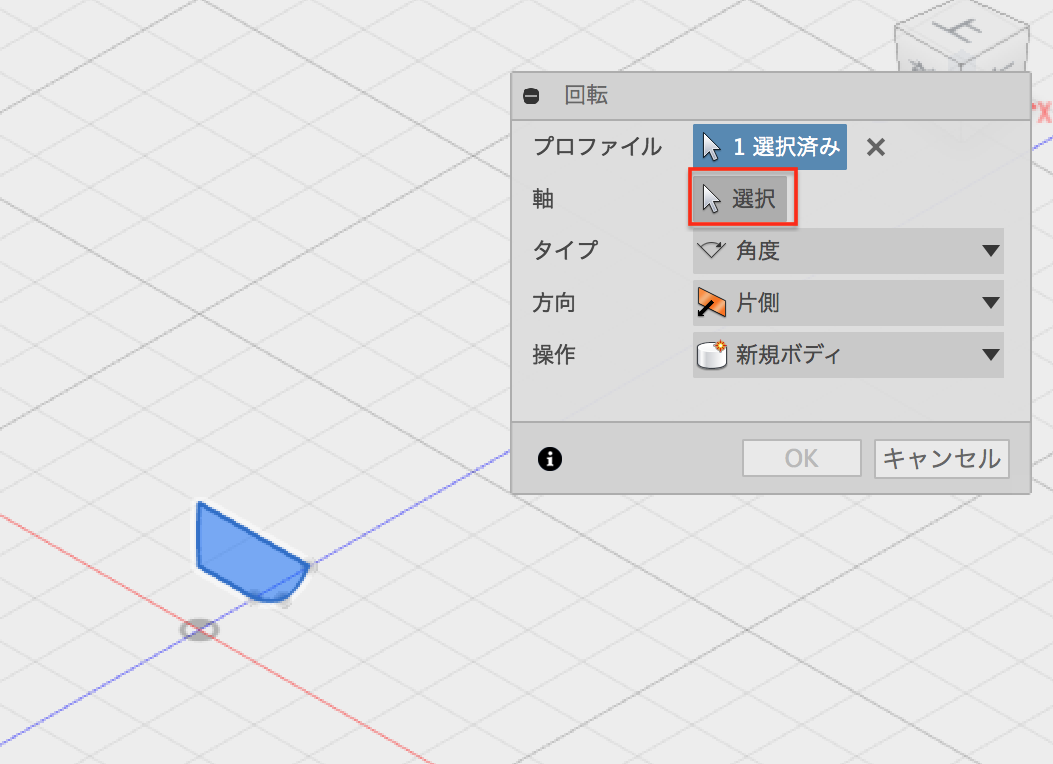 上
回転
プロファイル 1 選択済み
X
軸 選択
タイプ 角度
方向 片側
操作 新規ボディ
OK キャンセル